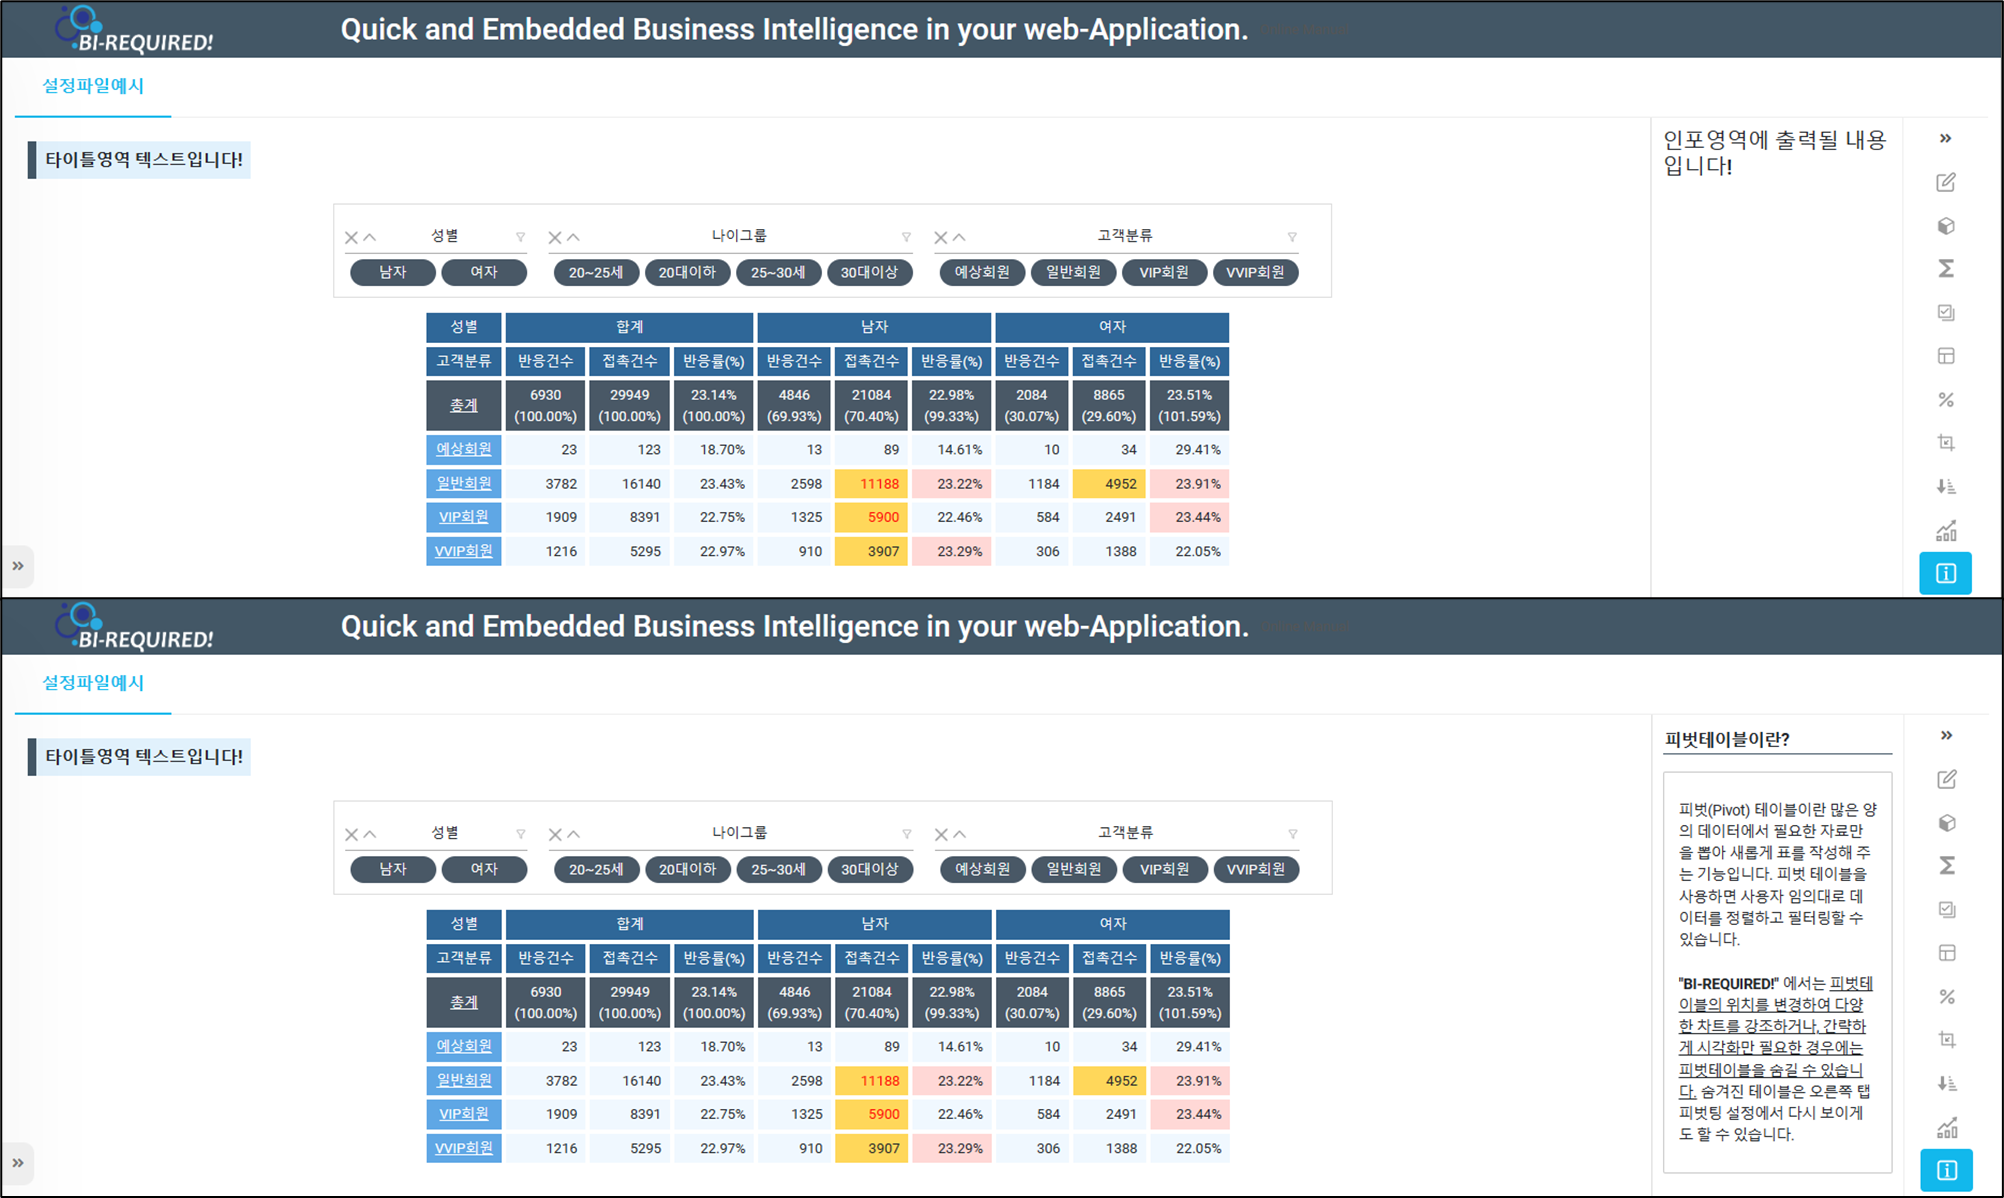 BI-REQUIRED!
Quick and Embedded Business Intelligence in your web-Application.
설정파일예시
타이틀영역 텍스트입니다!
성별 나이그룹 고객분류
남자 여자 20~25세 20대이하 25~30세 30대이상 예상회원 일반회원 VIP회원 VVIP회원
성별 합계 남자 여자
고객분류 반응건수 접촉건수 반응률(%) 반응건수 접촉건수 반응률(%) 반응건수 접촉건수 반응률(%)
총계 6930 29949 23.14% 4846 21084 22.98% 2084 8865 23.51%
(100.00%) (100.00%) (100.00%) (69.93%) (70.40%) (99.33%) (30.07%) (29.60%) (101.59%)
예상회원 23 123 18.70% 13 89 14.61% 10 34 29.41%
일반회원 3782 16140 23.43% 2598 11188 23.22% 1184 4952 23.91%
VIP회원 1909 8391 22.75% 1325 5900 22.46% 584 2491 23.44%
VVIP회원 1216 5295 22.97% 910 3907 23.29% 306 1388 22.05%
인포영역에 출력될 내용
입니다!
BI-REQUIRED!
Quick and Embedded Business Intelligence in your web-Application.
설정파일예시
타이틀영역 텍스트입니다!
성별 나이그룹 고객분류
남자 여자 20~25세 20대이하 25~30세 30대이상 예상회원 일반회원 VIP회원 VVIP회원
성별 합계 남자 여자
고객분류 반응건수 접촉건수 반응률(%) 반응건수 접촉건수 반응률(%) 반응건수 접촉건수 반응률(%)
총계 6930 29949 23.14% 4846 21084 22.98% 2084 8865 23.51%
(100.00%) (100.00%) (100.00%) (69.93%) (70.40%) (99.33%) (30.07%) (29.60%) (101.59%)
예상회원 23 123 18.70% 13 89 14.61% 10 34 29.41%
일반회원 3782 16140 23.43% 2598 11188 23.22% 1184 4952 23.91%
VIP회원 1909 8391 22.75% 1325 5900 22.46% 584 2491 23.44%
VVIP회원 1216 5295 22.97% 910 3907 23.29% 306 1388 22.05%
피벗테이블이란?
피벗(Pivot) 테이블이란 많은 양
의 데이터에서 필요한 자료만
을 뽑아 새롭게 표를 작성해 주
는 기능입니다. 피벗 테이블을
사용하면 사용자 임의대로 데
이터를 정렬하고 필터링할 수
있습니다.
"BI-REQUIRED!" 에서는 피벗테
이블의 위치를 변경하여 다양
한 차트를 강조하거나, 간략하
게 시각화만 필요한 경우에는
피벗테이블을 숨길 수 있습니
다. 숨겨진 테이블은 오른쪽 탭
피벗팅 설정에서 다시 보이게
도 할 수 있습니다.